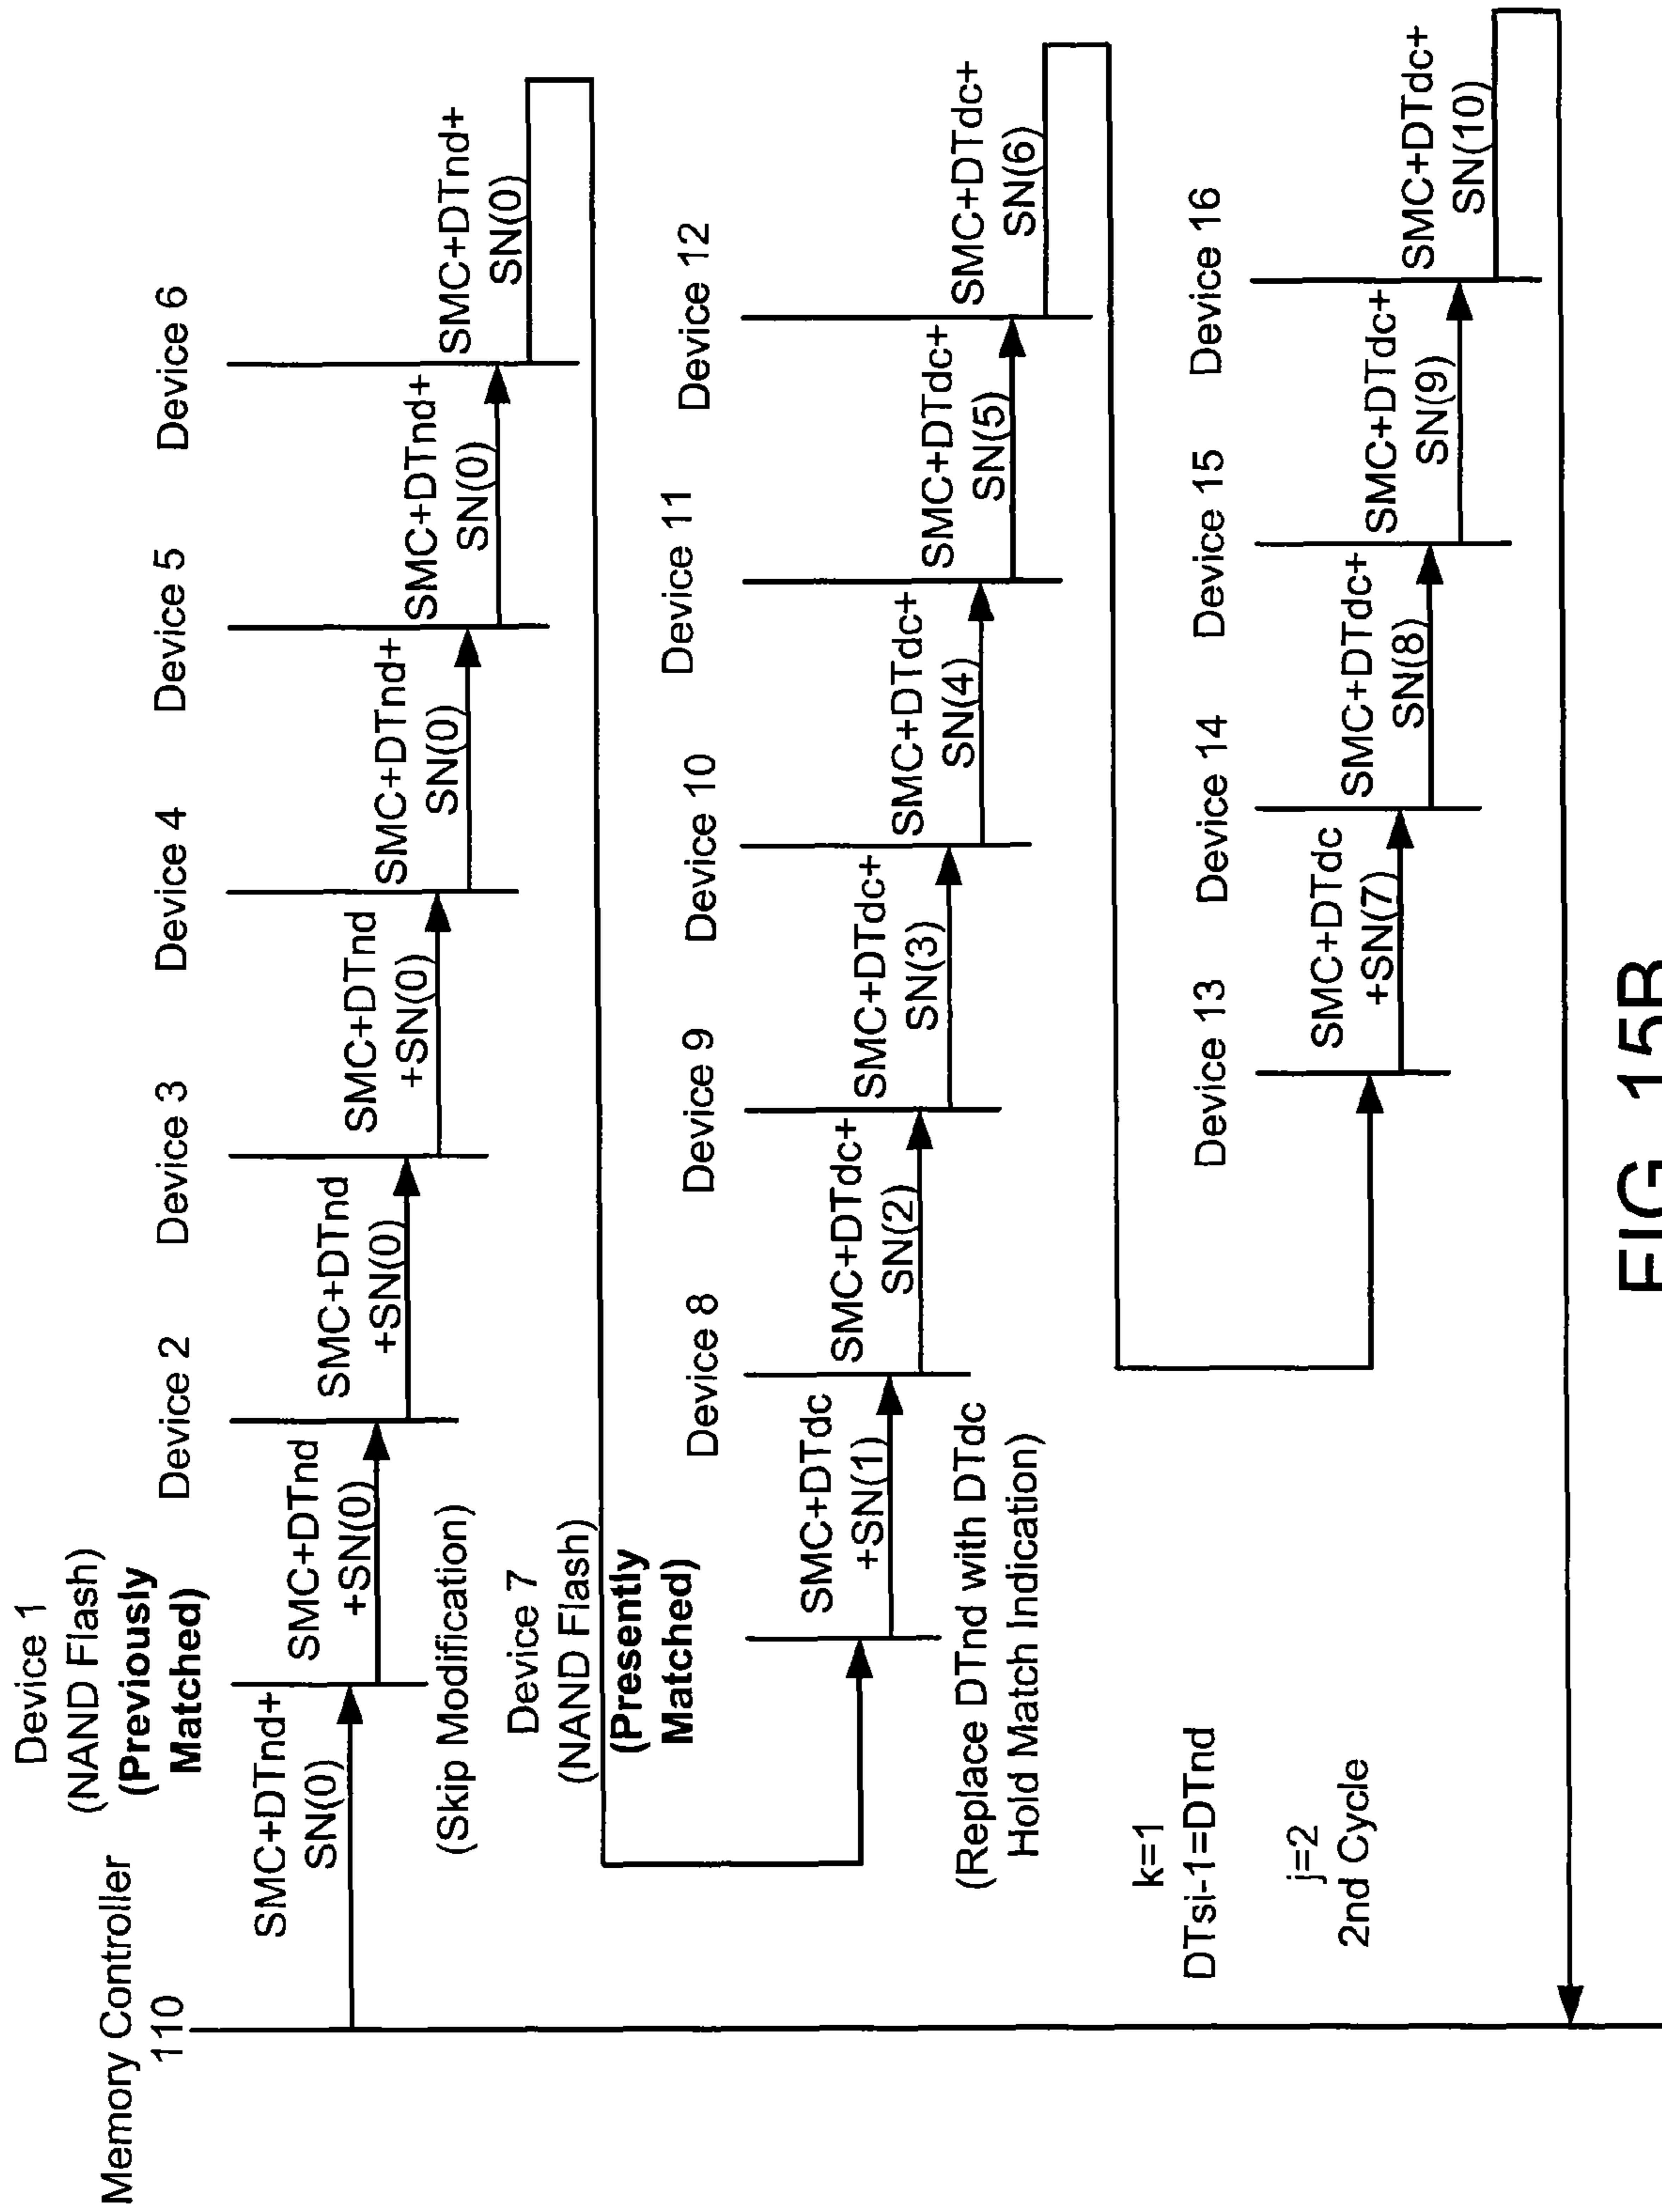 Memory Controller
110
Device 1
(NAND Flash)
(Previously
Matched)
Device 2
Device 3
Device 4
Device 5
Device 6
SMC+DTnd+
SN(0)
SMC+DTnd
+SN(0)
SMC+DTnd
+SN(0)
SMC+DTnd
+SN(0)
SMC+DTnd+
SN(0)
SMC+DTnd+
SN(0)
SMC+DTnd+
SN(0)
(Skip Modification)
Device 7
(NAND Flash)
(Presently
Matched)
Device 8
Device 9
Device 10
Device 11
Device 12
SMC+DTdc
+SN(1)
SMC+DTdc+
SN(2)
SMC+DTdc+
SN(3)
SMC+DTdc+
SN(4)
SMC+DTdc+
SN(5)
SMC+DTdc+
SN(6)
(Replace DTnd with DTdc
Hold Match Indication)
Device 13
Device 14
Device 15
Device 16
SMC+DTdc
+SN(7)
SMC+DTdc+
SN(8)
SMC+DTdc+
SN(9)
SMC+DTdc+
SN(10)
k=1
DTsi-1=DTnd
j=2
2nd Cycle
FIG. 15B